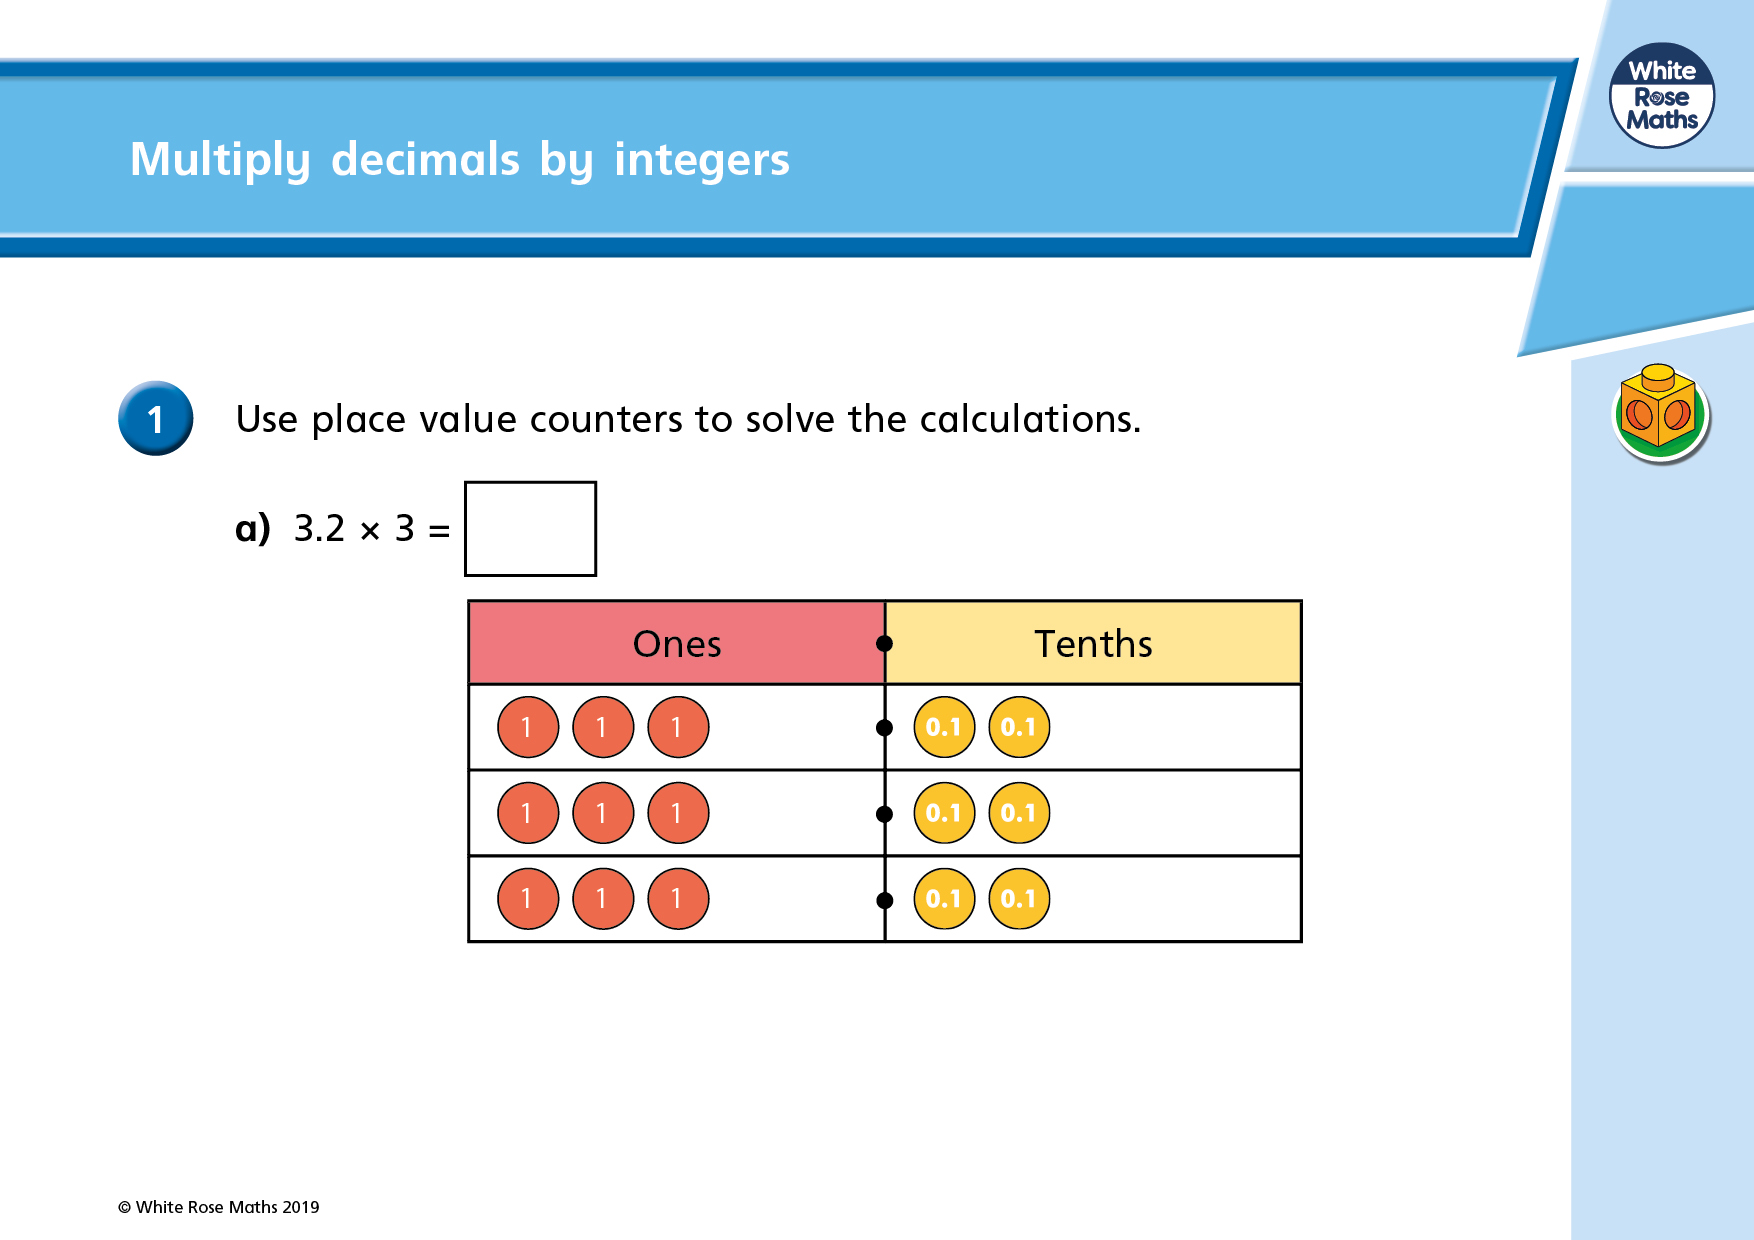 White
Rose
Maths
Multiply decimals by integers
1 Use place value counters to solve the calculations.
a) 3.2 × 3 =
Ones Tenths
1 1 1 0.1 0.1
1 1 1 0.1 0.1
1 1 1 0.1 0.1
© White Rose Maths 2019